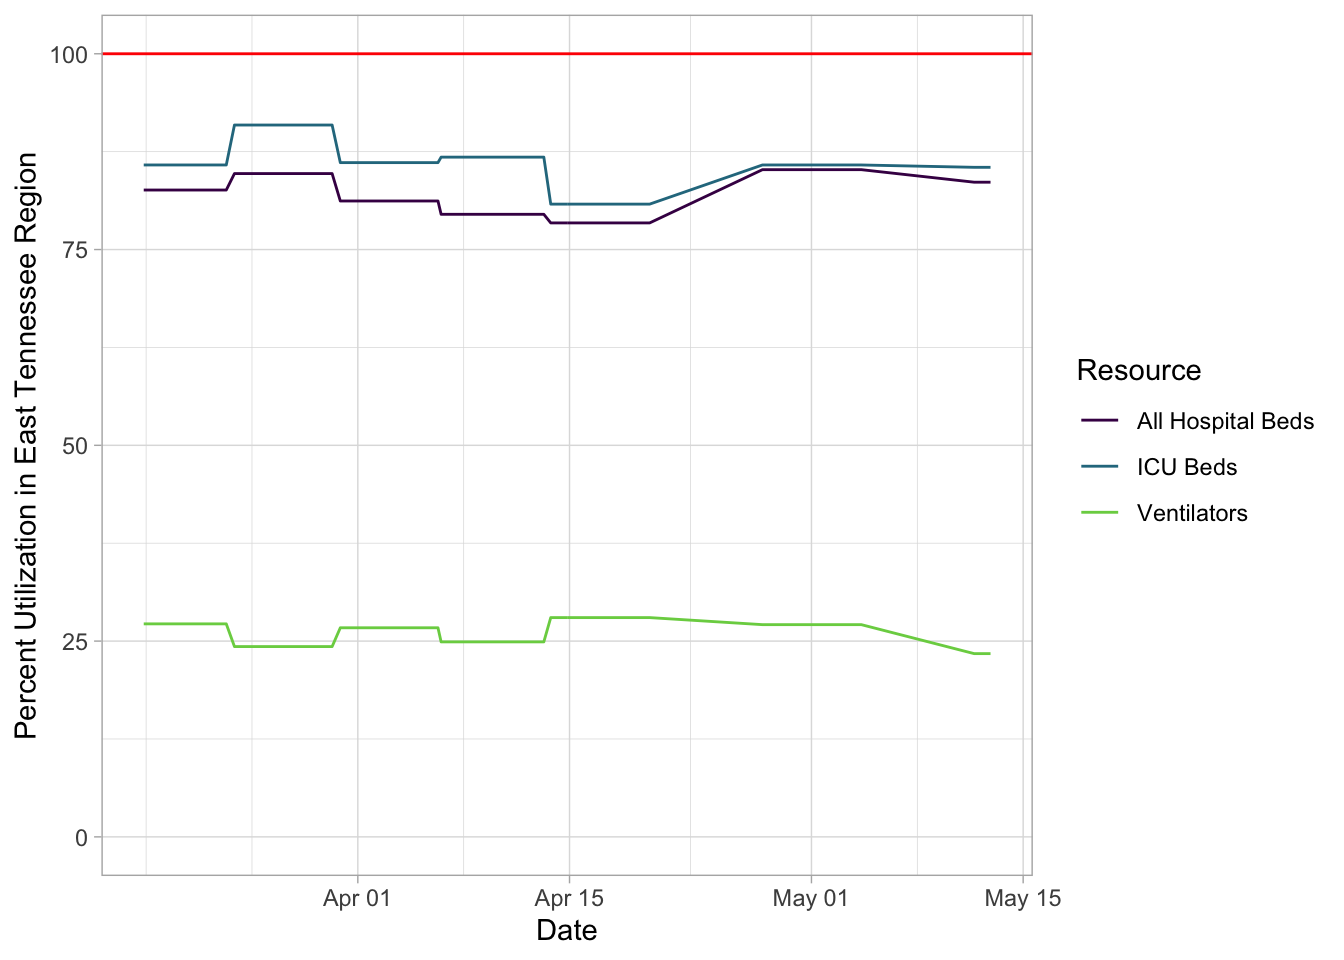 Percent Utilization in East Tennessee Region
100
75
50
25
0
Apr 01
Apr 15
May 01
May 15
Date
Resource
All Hospital Beds
ICU Beds
Ventilators